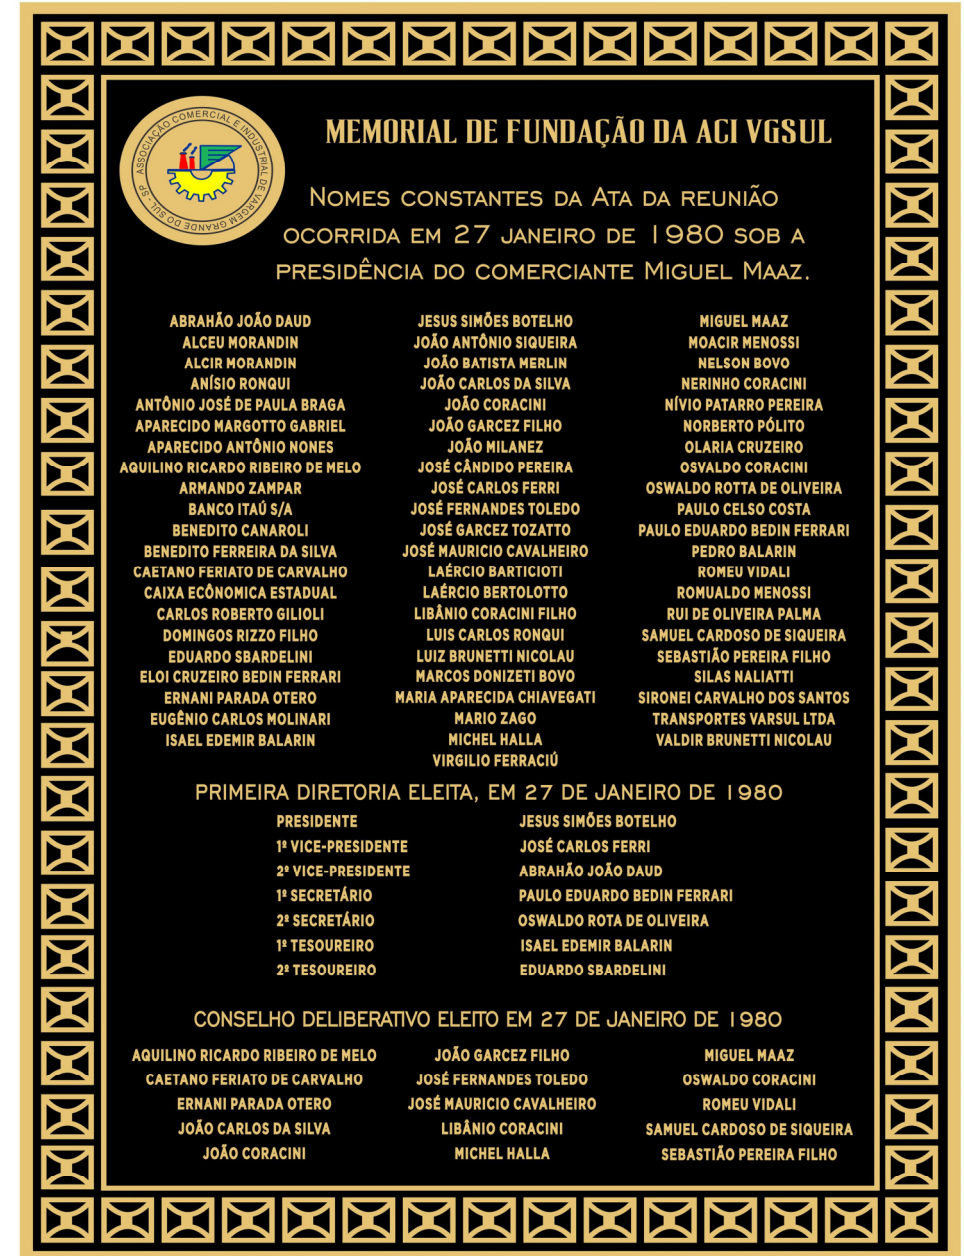 ASSOCIAÇÃO COMERCIAL E INDUSTRIAL DE VARGEM GRANDE DO SUL - SP
MEMORIAL DE FUNDAÇÃO DA ACI VGSUL
NOMES CONSTANTES DA ATA DA REUNIÃO
OCORRIDA EM 27 JANEIRO DE 1980 SOB A
PRESIDÊNCIA DO COMERCIANTE MIGUEL MAAZ.
ABRAHÃO JOÃO DAUD
ALCEU MORANDIN
ALCIR MORANDIN
ANÍSIO RONQUI
ANTÔNIO JOSÉ DE PAULA BRAGA
APARECIDO MARGOTTO GABRIEL
APARECIDO ANTÔNIO NONES
AQUILINO RICARDO RIBEIRO DE MELO
ARMANDO ZAMPAR
BANCO ITAÚ S/A
BENEDITO CANAROLI
BENEDITO FERREIRA DA SILVA
CAETANO FERIATO DE CARVALHO
CAIXA ECÔNOMICA ESTADUAL
CARLOS ROBERTO GILIOLI
DOMINGOS RIZZO FILHO
EDUARDO SBARDELINI
ELOI CRUZEIRO BEDIN FERRARI
ERNANI PARADA OTERO
EUGÊNIO CARLOS MOLINARI
ISAEL EDEMIR BALARIN
JESUS SIMÕES BOTELHO
JOÃO ANTÔNIO SIQUEIRA
JOÃO BATISTA MERLIN
JOÃO CARLOS DA SILVA
JOÃO CORACINI
JOÃO GARCEZ FILHO
JOÃO MILANEZ
JOSÉ CÂNDIDO PEREIRA
JOSÉ CARLOS FERRI
JOSÉ FERNANDES TOLEDO
JOSÉ GARCEZ TOZATTO
JOSÉ MAURICIO CAVALHEIRO
LAÉRCIO BARTICIOTI
LAÉRCIO BERTOLOTTO
LIBÂNIO CORACINI FILHO
LUIS CARLOS RONQUI
LUIZ BRUNETTI NICOLAU
MARCOS DONIZETI BOVO
MARIA APARECIDA CHIAVEGATI
MARIO ZAGO
MICHEL HALLA
VIRGILIO FERRACIÚ
MIGUEL MAAZ
MOACIR MENOSSI
NELSON BOVO
NERINHO CORACINI
NÍVIO PATARRO PEREIRA
NORBERTO PÓLITO
OLARIA CRUZEIRO
OSVALDO CORACINI
OSWALDO ROTTA DE OLIVEIRA
PAULO CELSO COSTA
PAULO EDUARDO BEDIN FERRARI
PEDRO BALARIN
ROMEU VIDALI
ROMUALDO MENOSSI
RUI DE OLIVEIRA PALMA
SAMUEL CARDOSO DE SIQUEIRA
SEBASTIÃO PEREIRA FILHO
SILAS NALIATTI
SIRONEI CARVALHO DOS SANTOS
TRANSPORTES VARSUL LTDA
VALDIR BRUNETTI NICOLAU
PRIMEIRA DIRETORIA ELEITA, EM 27 DE JANEIRO DE 1980
PRESIDENTE JESUS SIMÕES BOTELHO
1º VICE-PRESIDENTE JOSÉ CARLOS FERRI
2º VICE-PRESIDENTE ABRAHÃO JOÃO DAUD
1º SECRETÁRIO PAULO EDUARDO BEDIN FERRARI
2º SECRETÁRIO OSWALDO ROTA DE OLIVEIRA
1º TESOUREIRO ISAEL EDEMIR BALARIN
2º TESOUREIRO EDUARDO SBARDELINI
CONSELHO DELIBERATIVO ELEITO EM 27 DE JANEIRO DE 1980
AQUILINO RICARDO RIBEIRO DE MELO
CAETANO FERIATO DE CARVALHO
ERNANI PARADA OTERO
JOÃO CARLOS DA SILVA
JOÃO CORACINI
JOÃO GARCEZ FILHO
JOSÉ FERNANDES TOLEDO
JOSÉ MAURICIO CAVALHEIRO
LIBÂNIO CORACINI
MICHEL HALLA
MIGUEL MAAZ
OSWALDO CORACINI
ROMEU VIDALI
SAMUEL CARDOSO DE SIQUEIRA
SEBASTIÃO PEREIRA FILHO